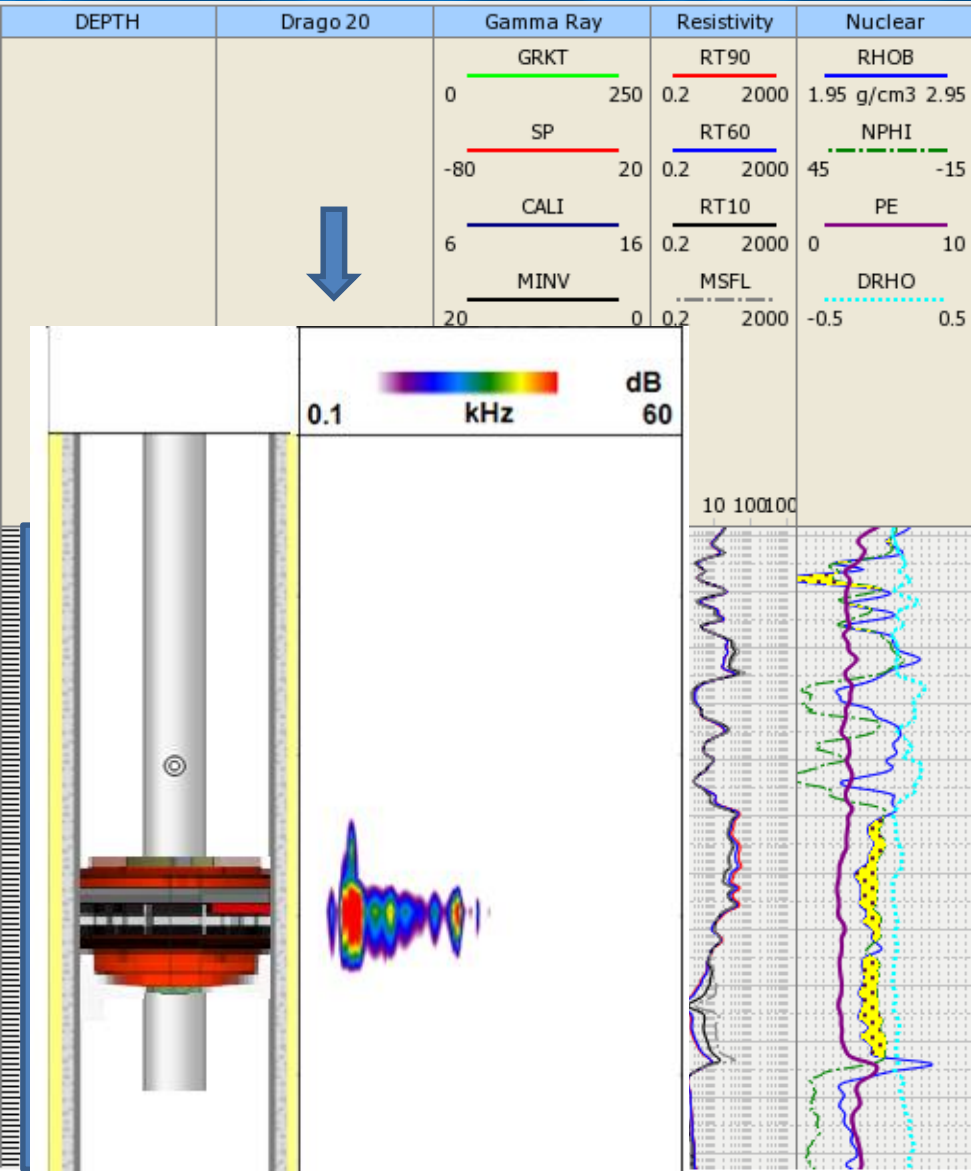 DEPTH Drago 20 Gamma Ray Resistivity Nuclear
GRKT RT90 RHOB
0 250 0.2 2000 1.95 g/cm3 2.95
SP RT60 NPHI
-80 20 0.2 2000 45 -15
CALI RT10 PE
6 16 0.2 2000 0 10
MINV MSFL DRHO
20 0 0.2 2000 -0.5 0.5
dB
0.1 kHz 60
10 100100